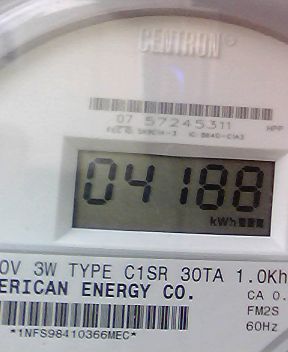 CENTRON®
07 57245311
HPP
04188
kWh
0V 3W TYPE C1SR 30TA 1.0Kh
ERICAN ENERGY CO.
CA 0.
FM2S
*1NFS98410366MEC*
60Hz